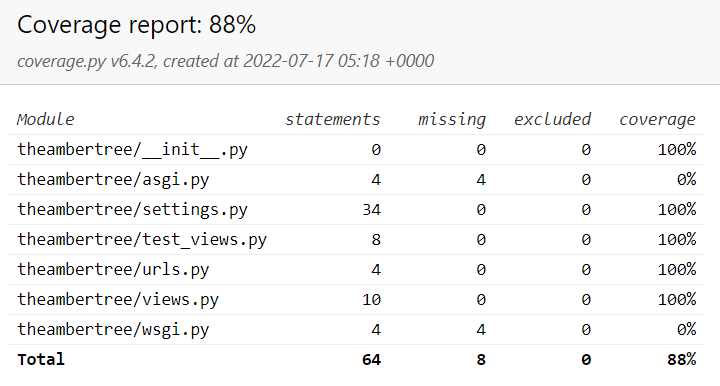 Coverage report: 88%
coverage.py v6.4.2, created at 2022-07-17 05:18 +0000
Module statements missing excluded coverage
theambertree/__init__.py 0 0 0 100%
theambertree/asgi.py 4 4 0 0%
theambertree/settings.py 34 0 0 100%
theambertree/test_views.py 8 0 0 100%
theambertree/urls.py 4 0 0 100%
theambertree/views.py 10 0 0 100%
theambertree/wsgi.py 4 4 0 0%
Total 64 8 0 88%